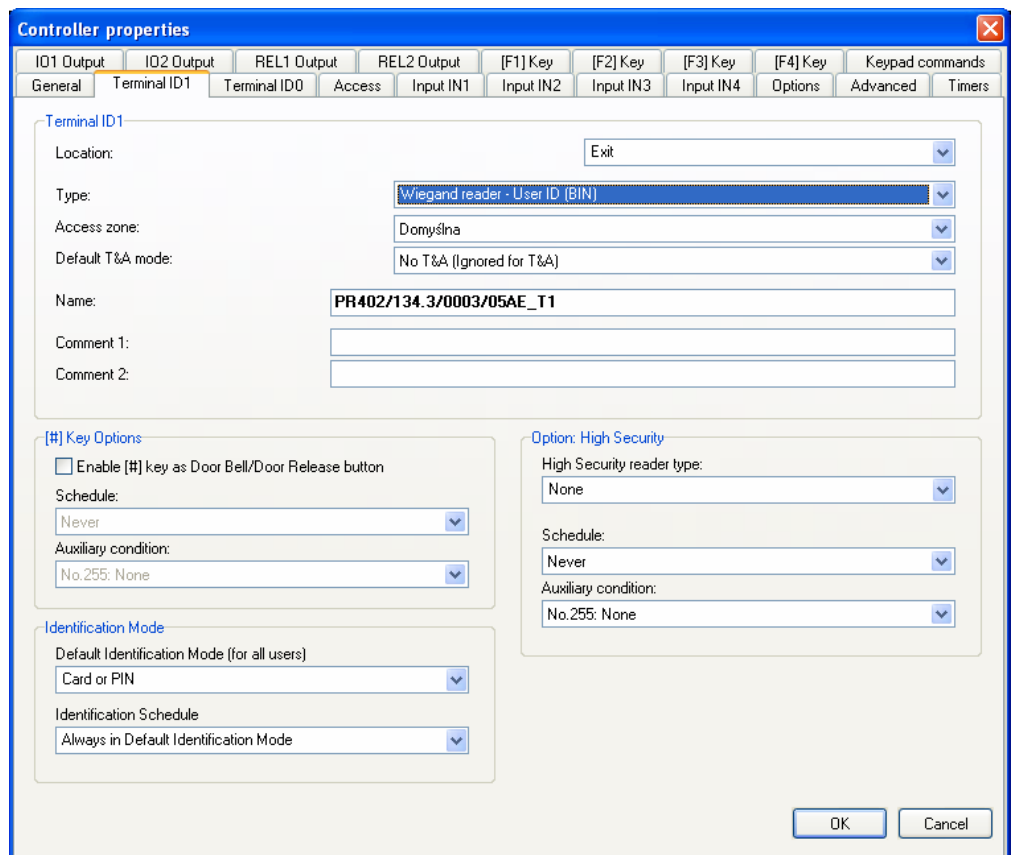 Controller properties
IO1 Output IO2 Output REL1 Output REL2 Output [F1] Key [F2] Key [F3] Key [F4] Key Keypad commands
General Terminal ID1 Terminal ID0 Access Input IN1 Input IN2 Input IN3 Input IN4 Options Advanced Timers
Terminal ID1
Location: Exit
Type: Wiegand reader - User ID (BIN)
Access zone: Domyślna
Default T&A mode: No T&A (Ignored for T&A)
Name: PR402/134.3/0003/05AE_T1
Comment 1:
Comment 2:
[#] Key Options
Enable [#] key as Door Bell/Door Release button
Schedule:
Never
Auxiliary condition:
No.255: None
Option: High Security
High Security reader type:
None
Schedule:
Never
Auxiliary condition:
No.255: None
Identification Mode
Default Identification Mode (for all users)
Card or PIN
Identification Schedule
Always in Default Identification Mode
OK Cancel